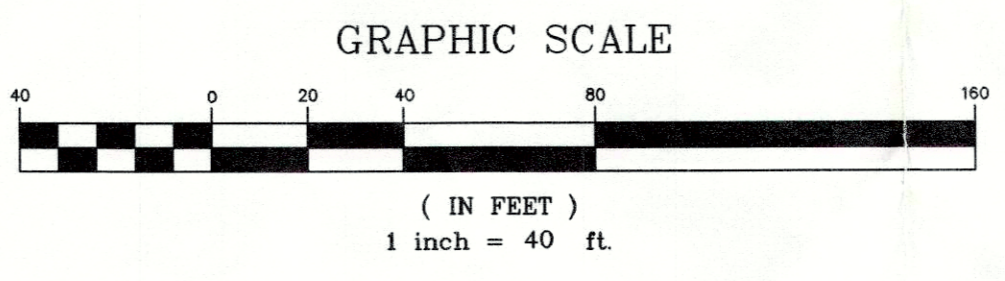 GRAPHIC SCALE
40 0 20 40 80 160
( IN FEET )
1 inch = 40 ft.